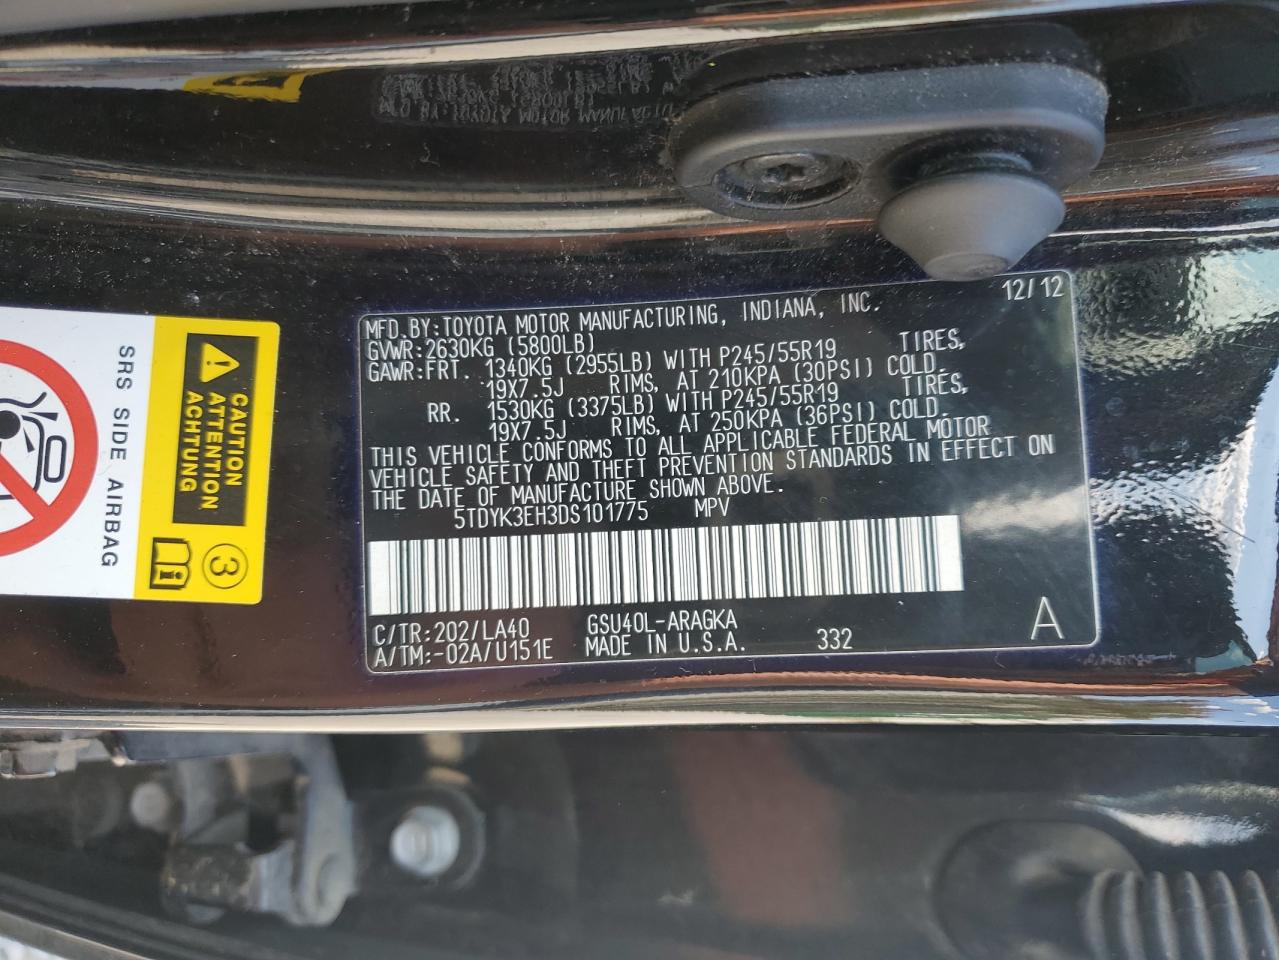 12/12
MFD.BY:TOYOTA MOTOR MANUFACTURING, INDIANA, INC.
GVWR:2630KG (5800LB)
GAWR:FRT. 1340KG (2955LB) WITH P245/55R19 TIRES,
19X7.5J RIMS, AT 210KPA (30PSI) COLD.
RR. 1530KG (3375LB) WITH P245/55R19 TIRES,
19X7.5J RIMS, AT 250KPA (36PSI) COLD.
THIS VEHICLE CONFORMS TO ALL APPLICABLE FEDERAL MOTOR
VEHICLE SAFETY AND THEFT PREVENTION STANDARDS IN EFFECT ON
THE DATE OF MANUFACTURE SHOWN ABOVE.
5TDYK3EH3DS101775 MPV
C/TR:202/LA40 GSU40L-ARAGKA
A/TM:-02A/U151E MADE IN U.S.A. 332 A
CAUTION
ATTENTION
ACHTUNG
3
SRS SIDE AIRBAG